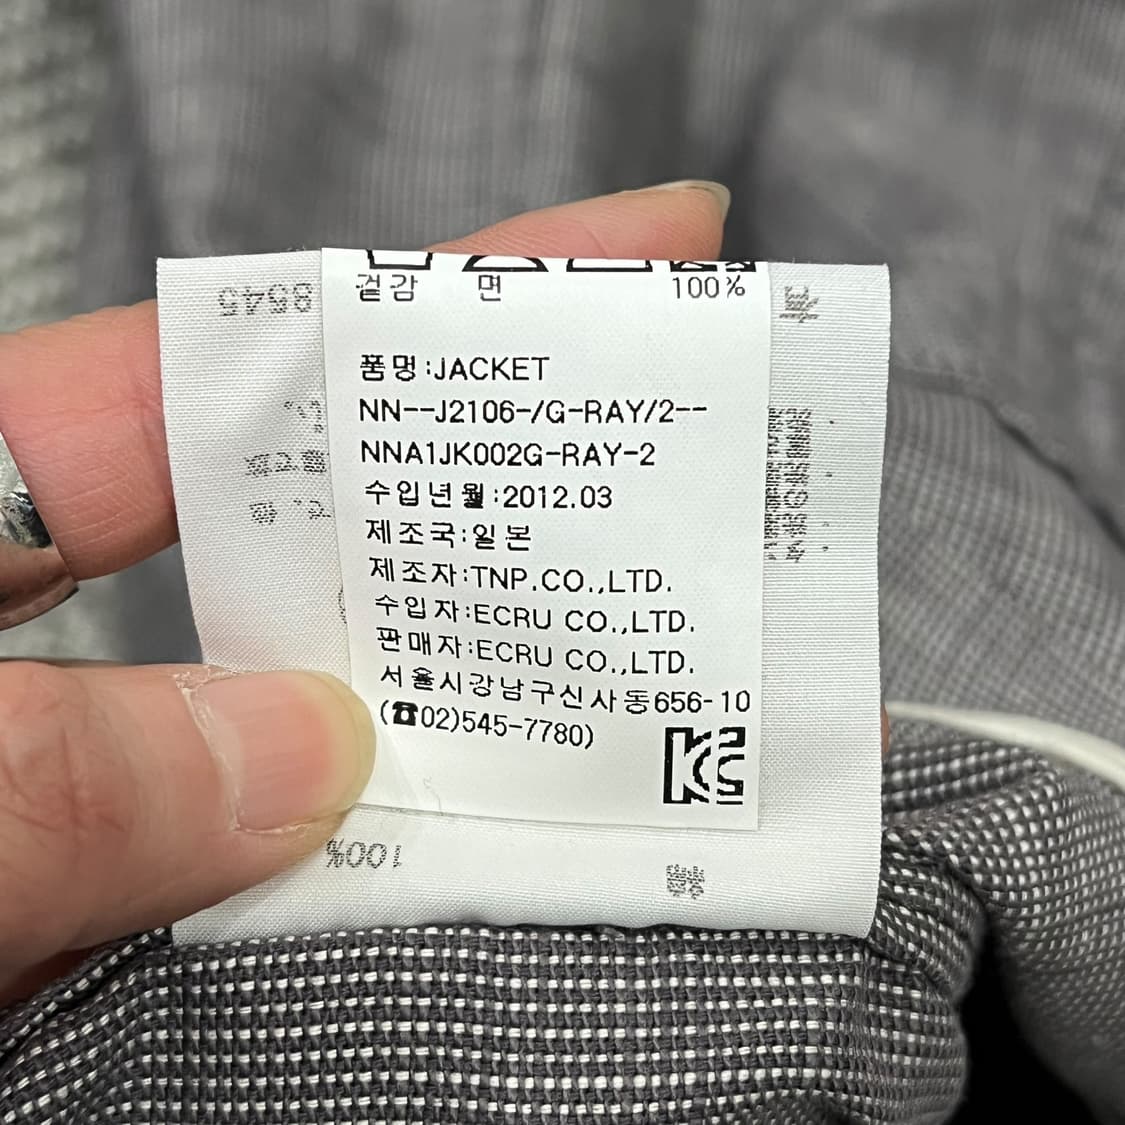 겉감 면 100%
품명:JACKET
NN--J2106-/G-RAY/2--
NNA1JK002G-RAY-2
수입년월:2012.03
제조국:일본
제조자:TNP.CO.,LTD.
수입자:ECRU CO.,LTD.
판매자:ECRU CO.,LTD.
서울시강남구신사동656-10
(☎02)545-7780)
KC
100%
8545